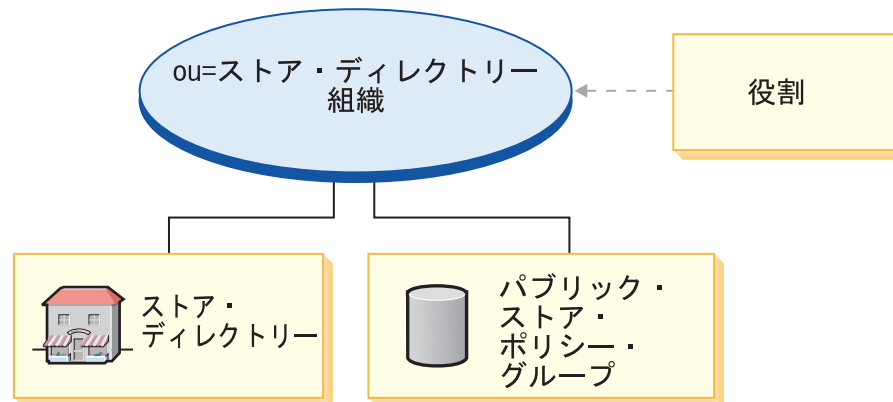 ou=ストア・ディレクトリー
組織
役割
ストア・
ディレクトリー
パブリック・
ストア・
ポリシー・
グループ